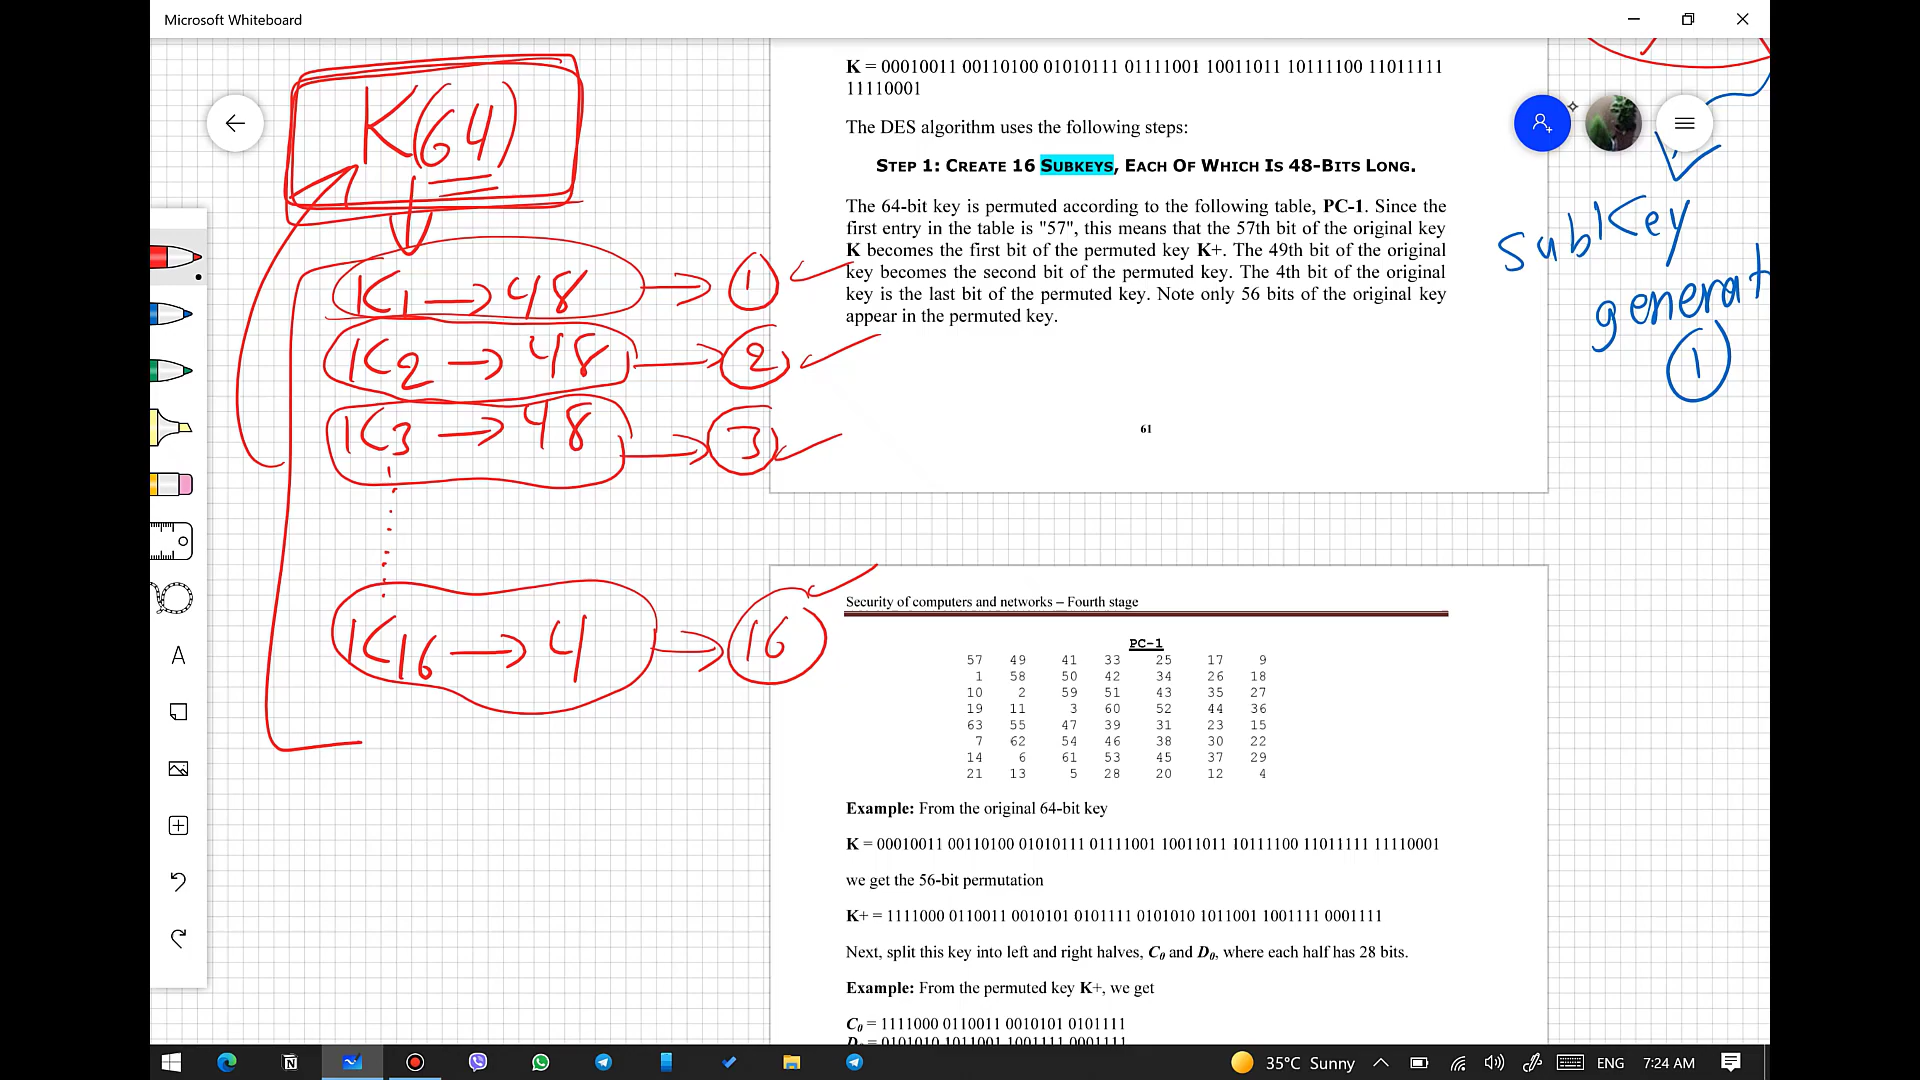 Microsoft Whiteboard
K(64)
K1 → 48 → 1
K2 → 48 → 2
K3 → 48 → 3
K16 → 4 → 16
K = 00010011 00110100 01010111 01111001 10011011 10111100 11011111
11110001
The DES algorithm uses the following steps:
STEP 1: CREATE 16 SUBKEYS, EACH OF WHICH IS 48-BITS LONG.
The 64-bit key is permuted according to the following table, PC-1. Since the
first entry in the table is "57", this means that the 57th bit of the original key
K becomes the first bit of the permuted key K+. The 49th bit of the original
key becomes the second bit of the permuted key. The 4th bit of the original
key is the last bit of the permuted key. Note only 56 bits of the original key
appear in the permuted key.
61
subKey
generat
1
Security of computers and networks – Fourth stage
PC-1
57 49 41 33 25 17 9
1 58 50 42 34 26 18
10 2 59 51 43 35 27
19 11 3 60 52 44 36
63 55 47 39 31 23 15
7 62 54 46 38 30 22
14 6 61 53 45 37 29
21 13 5 28 20 12 4
Example: From the original 64-bit key
K = 00010011 00110100 01010111 01111001 10011011 10111100 11011111 11110001
we get the 56-bit permutation
K+ = 1111000 0110011 0010101 0101111 0101010 1011001 1001111 0001111
Next, split this key into left and right halves, C0 and D0, where each half has 28 bits.
Example: From the permuted key K+, we get
C0 = 1111000 0110011 0010101 0101111
D0 = 0101010 1011001 1001111 0001111
35°C Sunny
ENG
7:24 AM